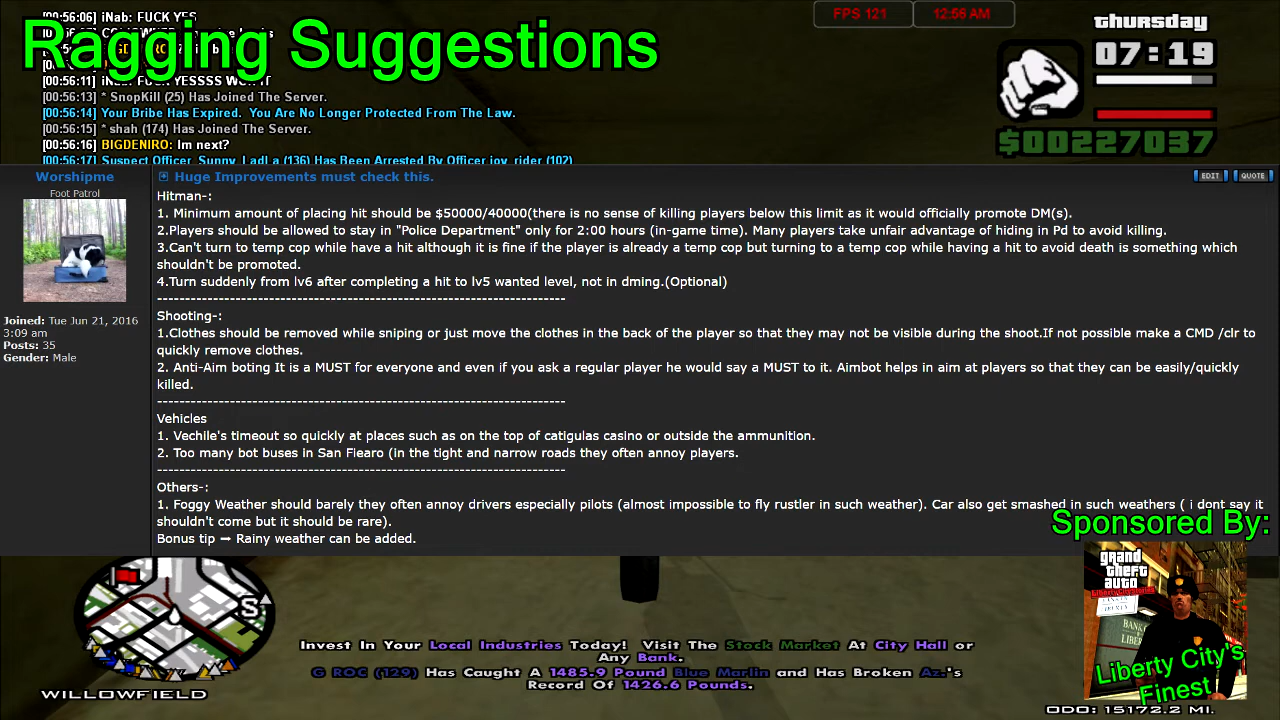 [00:56:06] iNab: FUCK YES
Ragging Suggestions
[00:56:11] iNab: FUCK YESSSS WON IT
[00:56:13] * SnopKill (25) Has Joined The Server.
[00:56:14] Your Bribe Has Expired. You Are No Longer Protected From The Law.
[00:56:15] * shah (174) Has Joined The Server.
[00:56:16] BIGDENIRO: Im next?
[00:56:17] Suspect Officer_Sunny_LadLa (136) Has Been Arrested By Officer joy_rider (102)
FPS 121
12:56 AM
Thursday
07:19
$00227037
Worshipme
Foot Patrol
Joined: Tue Jun 21, 2016
3:09 am
Posts: 35
Gender: Male
Huge Improvements must check this.
EDIT
QUOTE
Hitman-:
1. Minimum amount of placing hit should be $50000/40000(there is no sense of killing players below this limit as it would officially promote DM(s).
2.Players should be allowed to stay in "Police Department" only for 2:00 hours (in-game time). Many players take unfair advantage of hiding in Pd to avoid killing.
3.Can't turn to temp cop while have a hit although it is fine if the player is already a temp cop but turning to a temp cop while having a hit to avoid death is something which
shouldn't be promoted.
4.Turn suddenly from lv6 after completing a hit to lv5 wanted level, not in dming.(Optional)
-------------------------------------------------------------------------
Shooting-:
1.Clothes should be removed while sniping or just move the clothes in the back of the player so that they may not be visible during the shoot.If not possible make a CMD /clr to
quickly remove clothes.
2. Anti-Aim boting It is a MUST for everyone and even if you ask a regular player he would say a MUST to it. Aimbot helps in aim at players so that they can be easily/quickly
killed.
-------------------------------------------------------------------------
Vehicles
1. Vechile's timeout so quickly at places such as on the top of catigulas casino or outside the ammunition.
2. Too many bot buses in San Fiearo (in the tight and narrow roads they often annoy players.
-------------------------------------------------------------------------
Others-:
1. Foggy Weather should barely they often annoy drivers especially pilots (almost impossible to fly rustler in such weather). Car also get smashed in such weathers ( i dont say it
shouldn't come but it should be rare).
Bonus tip ➡ Rainy weather can be added.
Sponsored By:
grand
theft
auto
Liberty City's
Finest
S
Invest In Your Local Industries Today! Visit The Stock Market At City Hall or
Any Bank.
G ROC (129) Has Caught A 1485.9 Pound Blue Marlin and Has Broken Az.'s
Record Of 1426.6 Pounds.
WILLOWFIELD
ODO: 15172.2 MI.